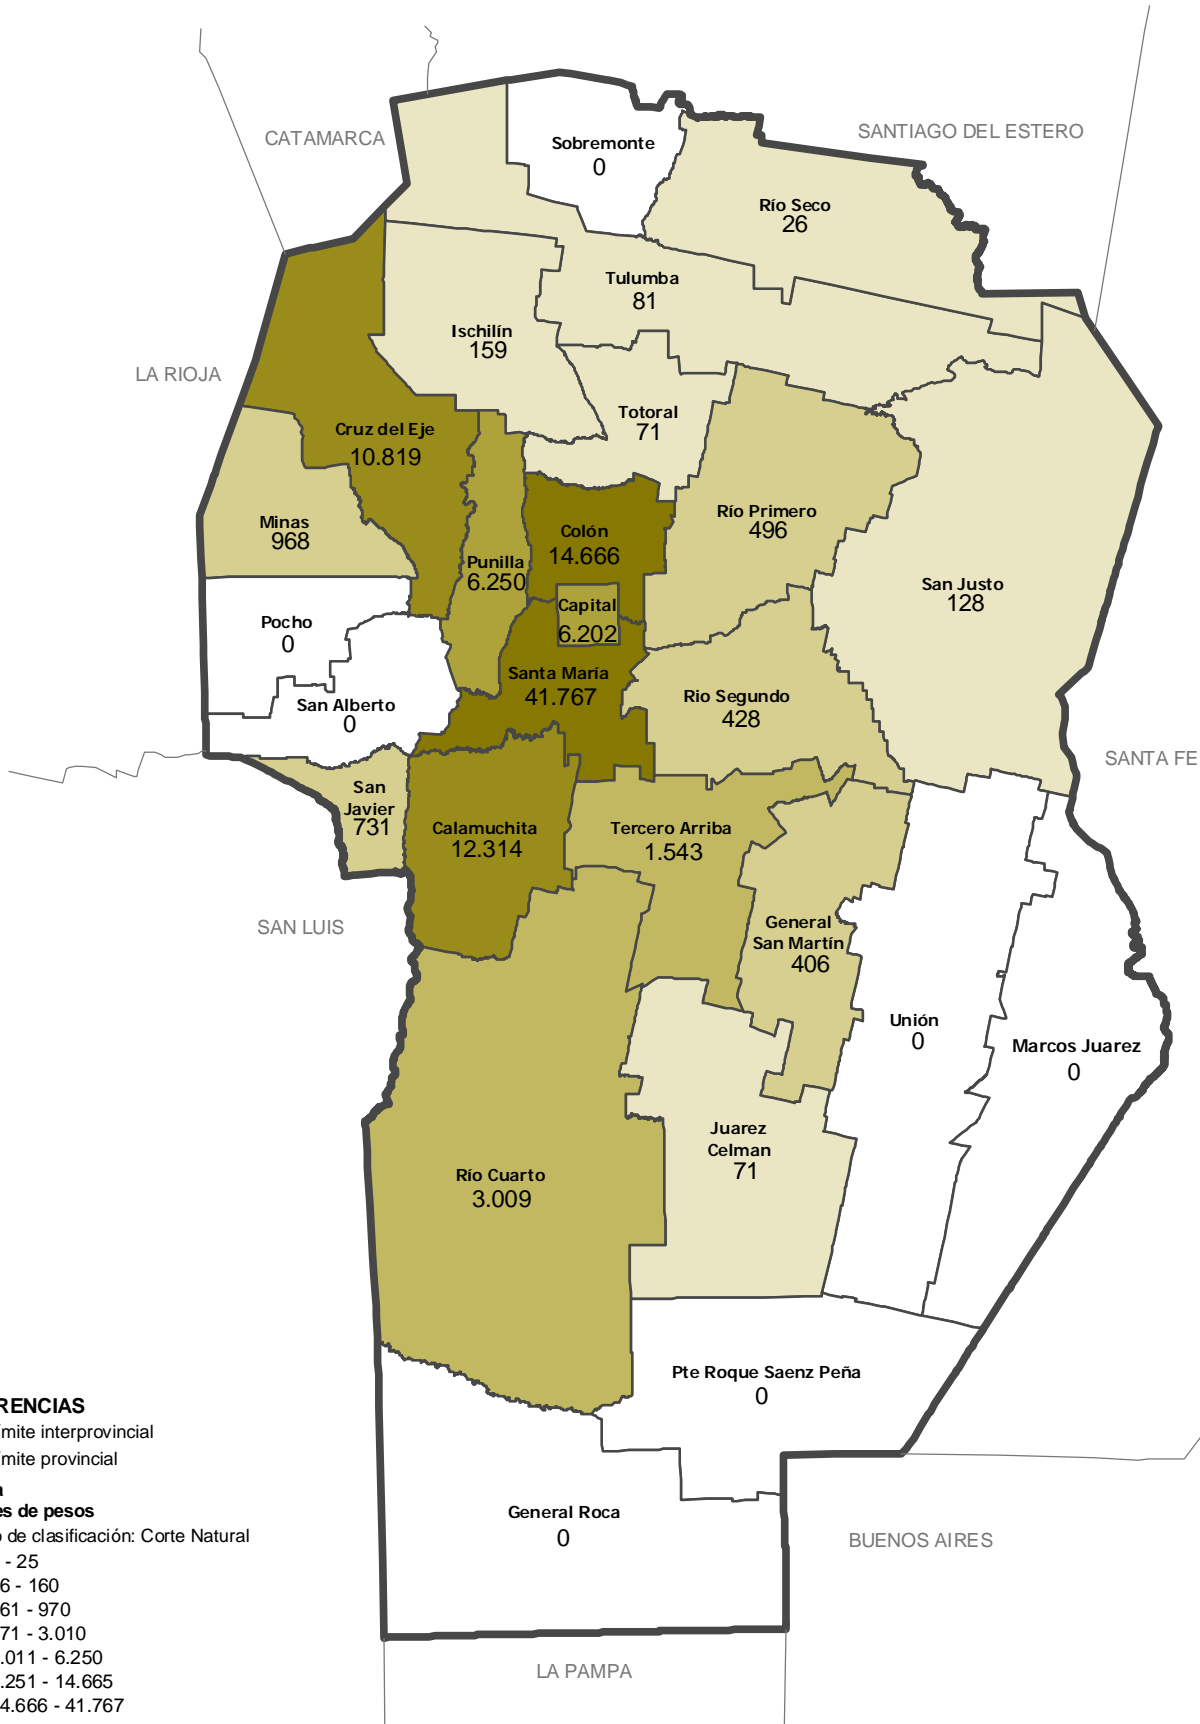 CATAMARCA
SANTIAGO DEL ESTERO
Sobremonte
0
Río Seco
26
Tulumba
81
Ischilín
159
LA RIOJA
Totoral
71
Cruz del Eje
10.819
Minas
968
Colón
14.666
Río Primero
496
Punilla
6.250
San Justo
128
Capital
6.202
Pocho
0
Santa María
41.767
San Alberto
0
Rio Segundo
428
SANTA FE
San
Javier
731
Calamuchita
12.314
Tercero Arriba
1.543
SAN LUIS
General
San Martín
406
Unión
0
Marcos Juarez
0
Juarez
Celman
71
Río Cuarto
3.009
Pte Roque Saenz Peña
0
General Roca
0
BUENOS AIRES
LA PAMPA
RENCIAS
mite interprovincial
mite provincial
a
es de pesos
o de clasificación: Corte Natural
- 25
6 - 160
61 - 970
71 - 3.010
.011 - 6.250
.251 - 14.665
4.666 - 41.767